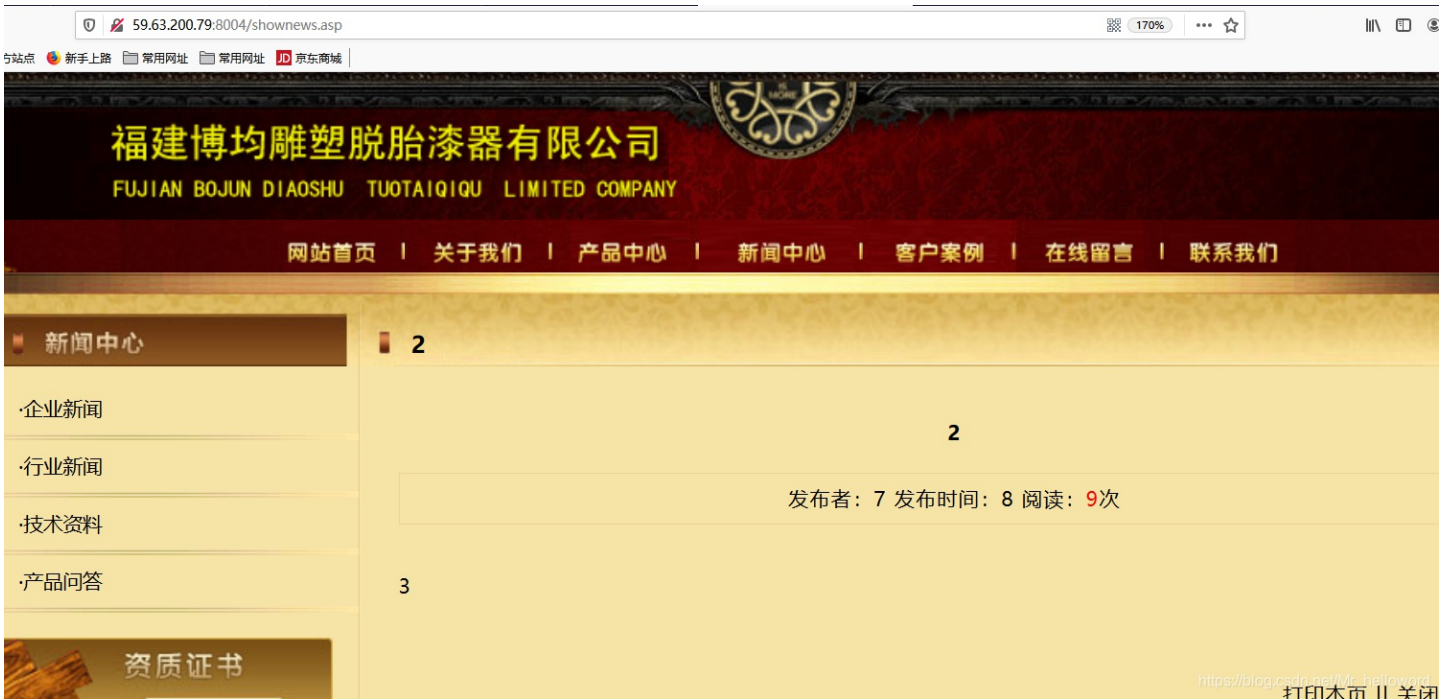 59.63.200.79:8004/shownews.asp 170%
方站点 新手上路 常用网址 常用网址 JD 京东商城
IS
MORE
福建博均雕塑脱胎漆器有限公司
FUJIAN BOJUN DIAOSHU TUOTAIQIQU LIMITED COMPANY
网站首页 | 关于我们 | 产品中心 | 新闻中心 | 客户案例 | 在线留言 | 联系我们
新闻中心
2
·企业新闻
2
·行业新闻
发布者：7 发布时间：8 阅读：9次
·技术资料
·产品问答
3
资质证书
https://blog.csdn.net/Mr_helloword
打印本页 || 关闭